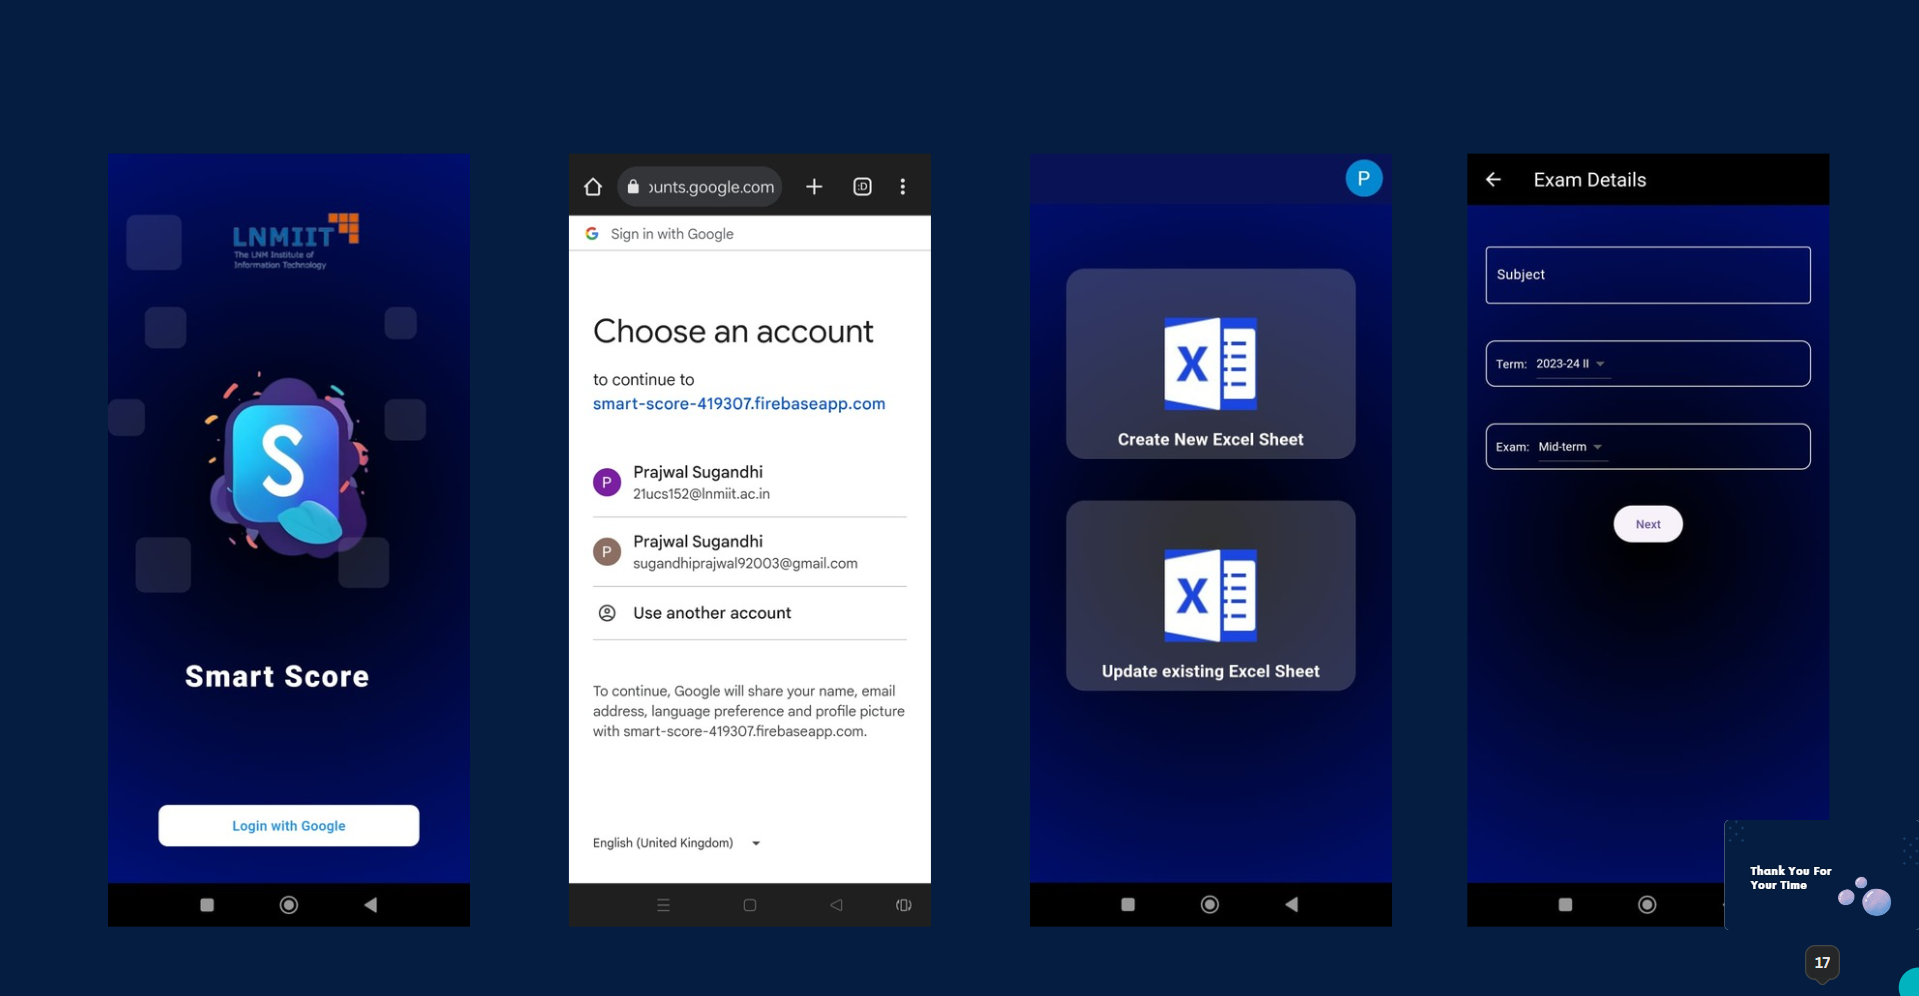 LNMIIT
The LNM Institute of
Information Technology
S
Smart Score
Login with Google
ounts.google.com
:D
Sign in with Google
Choose an account
to continue to
smart-score-419307.firebaseapp.com
P
Prajwal Sugandhi
21ucs152@lnmiit.ac.in
P
Prajwal Sugandhi
sugandhiprajwal92003@gmail.com
Use another account
To continue, Google will share your name, email
address, language preference and profile picture
with smart-score-419307.firebaseapp.com.
English (United Kingdom)
P
X
Create New Excel Sheet
X
Update existing Excel Sheet
Exam Details
Subject
Term: 2023-24 II
Exam: Mid-term
Next
Thank You For
Your Time
17